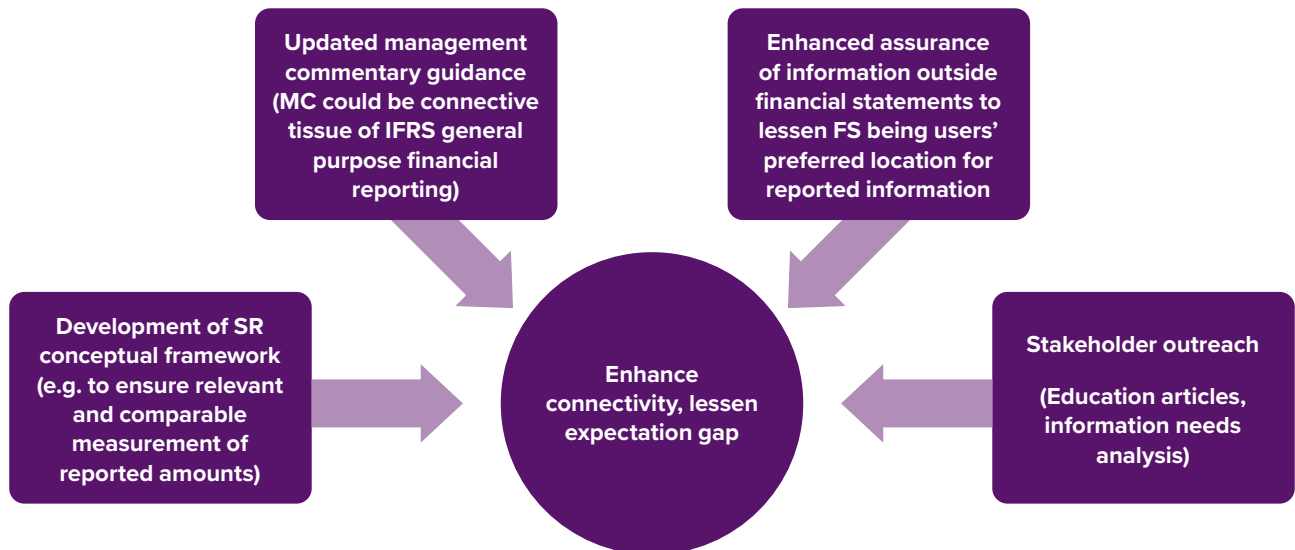 Updated management
commentary guidance
(MC could be connective
tissue of IFRS general
purpose financial
reporting)
Enhanced assurance
of information outside
financial statements to
lessen FS being users’
preferred location for
reported information
Development of SR
conceptual framework
(e.g. to ensure relevant
and comparable
measurement of
reported amounts)
Enhance
connectivity, lessen
expectation gap
Stakeholder outreach
(Education articles,
information needs
analysis)